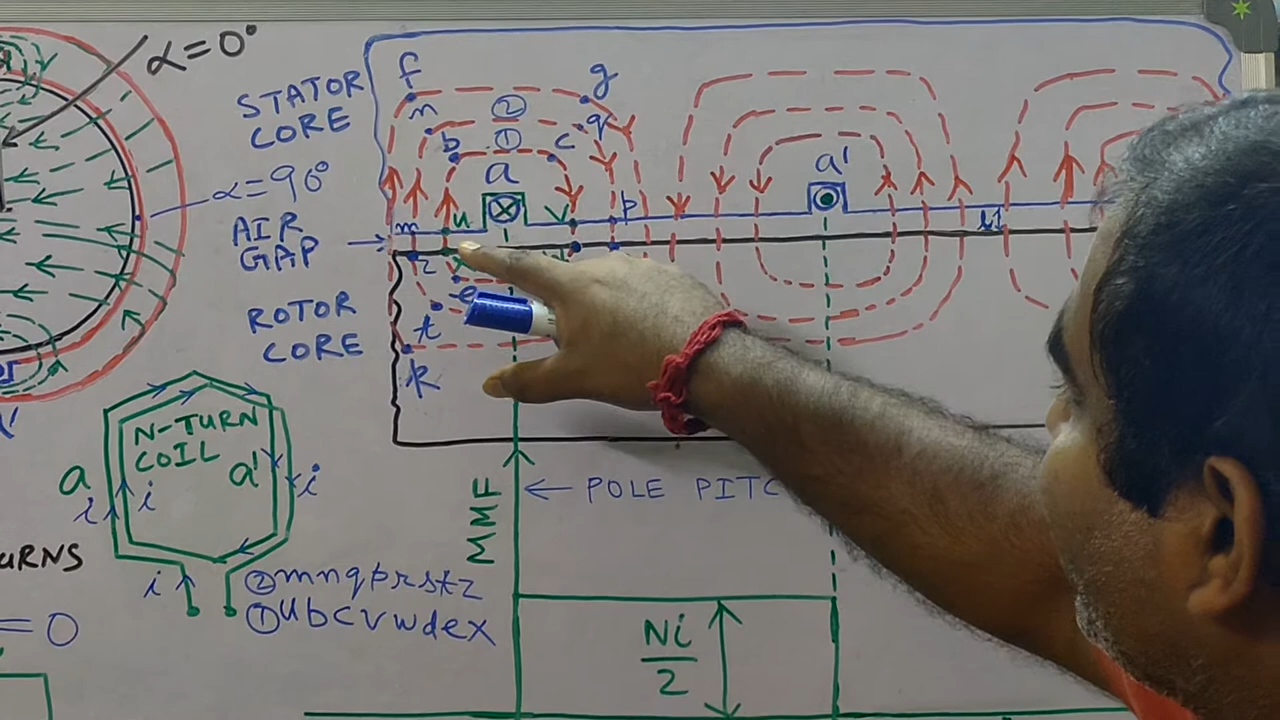 α=0°
STATOR
CORE
α=90°
AIR
GAP
ROTOR
CORE
f
g
n
②
q
b
①
c
a
a'
m
u
v
p
z
x
e
t
k
N-TURN
COIL
a
a'
i
i
i
i
②mnqprstz
①ubcvwdex
MMF
← POLE PITC
Ni
2
URNS
=0